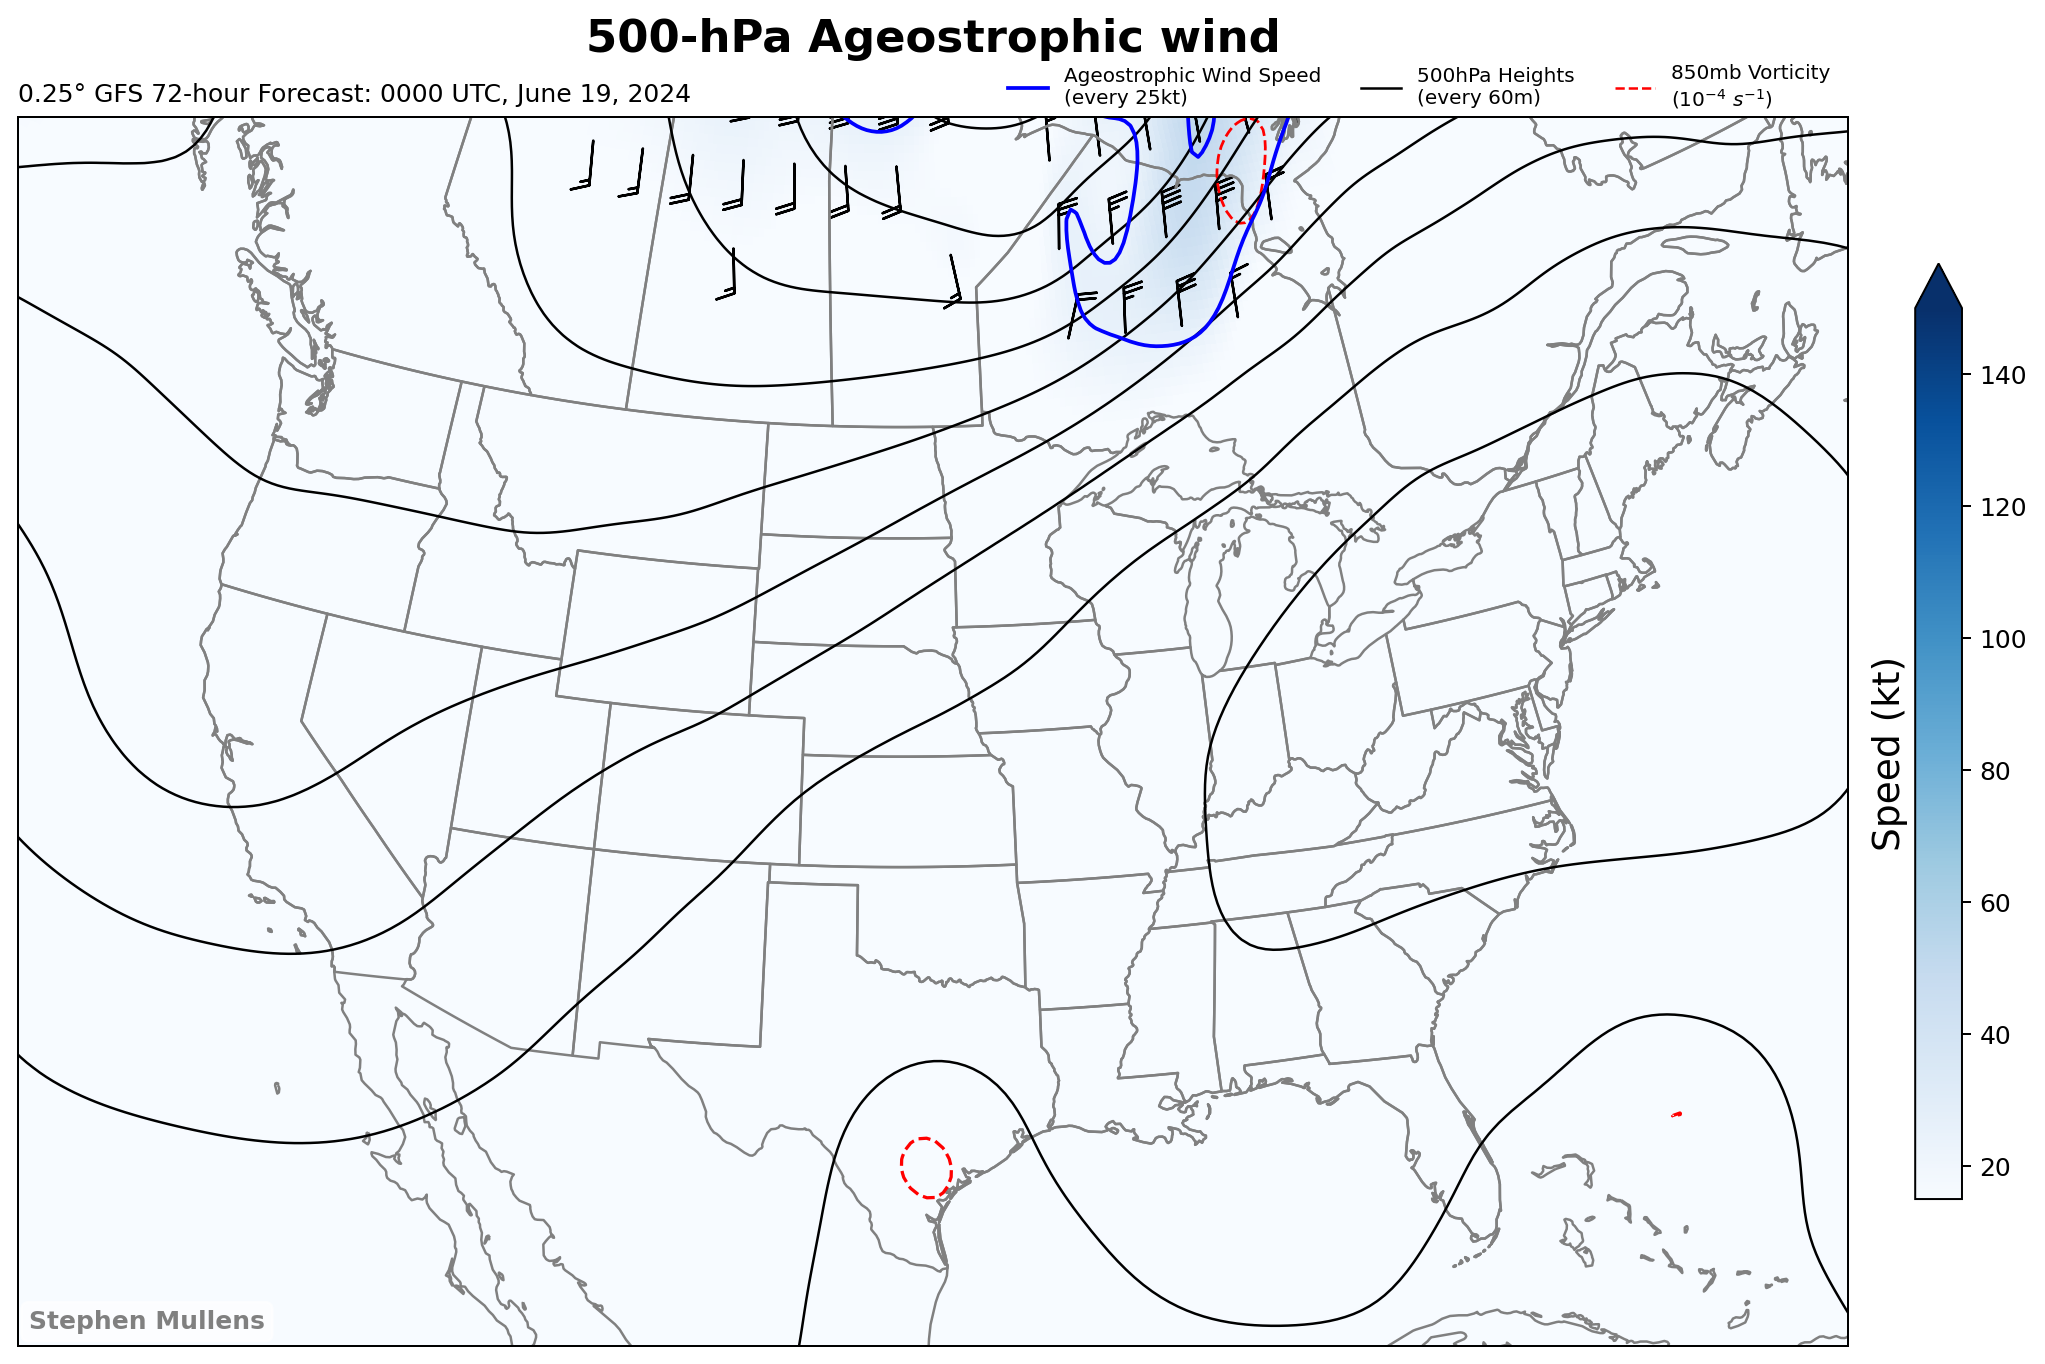 500-hPa Ageostrophic wind
0.25° GFS 72-hour Forecast: 0000 UTC, June 19, 2024
Ageostrophic Wind Speed
(every 25kt)
500hPa Heights
(every 60m)
850mb Vorticity
(10⁻⁴ s⁻¹)
140
120
100
80
60
40
20
Speed (kt)
Stephen Mullens